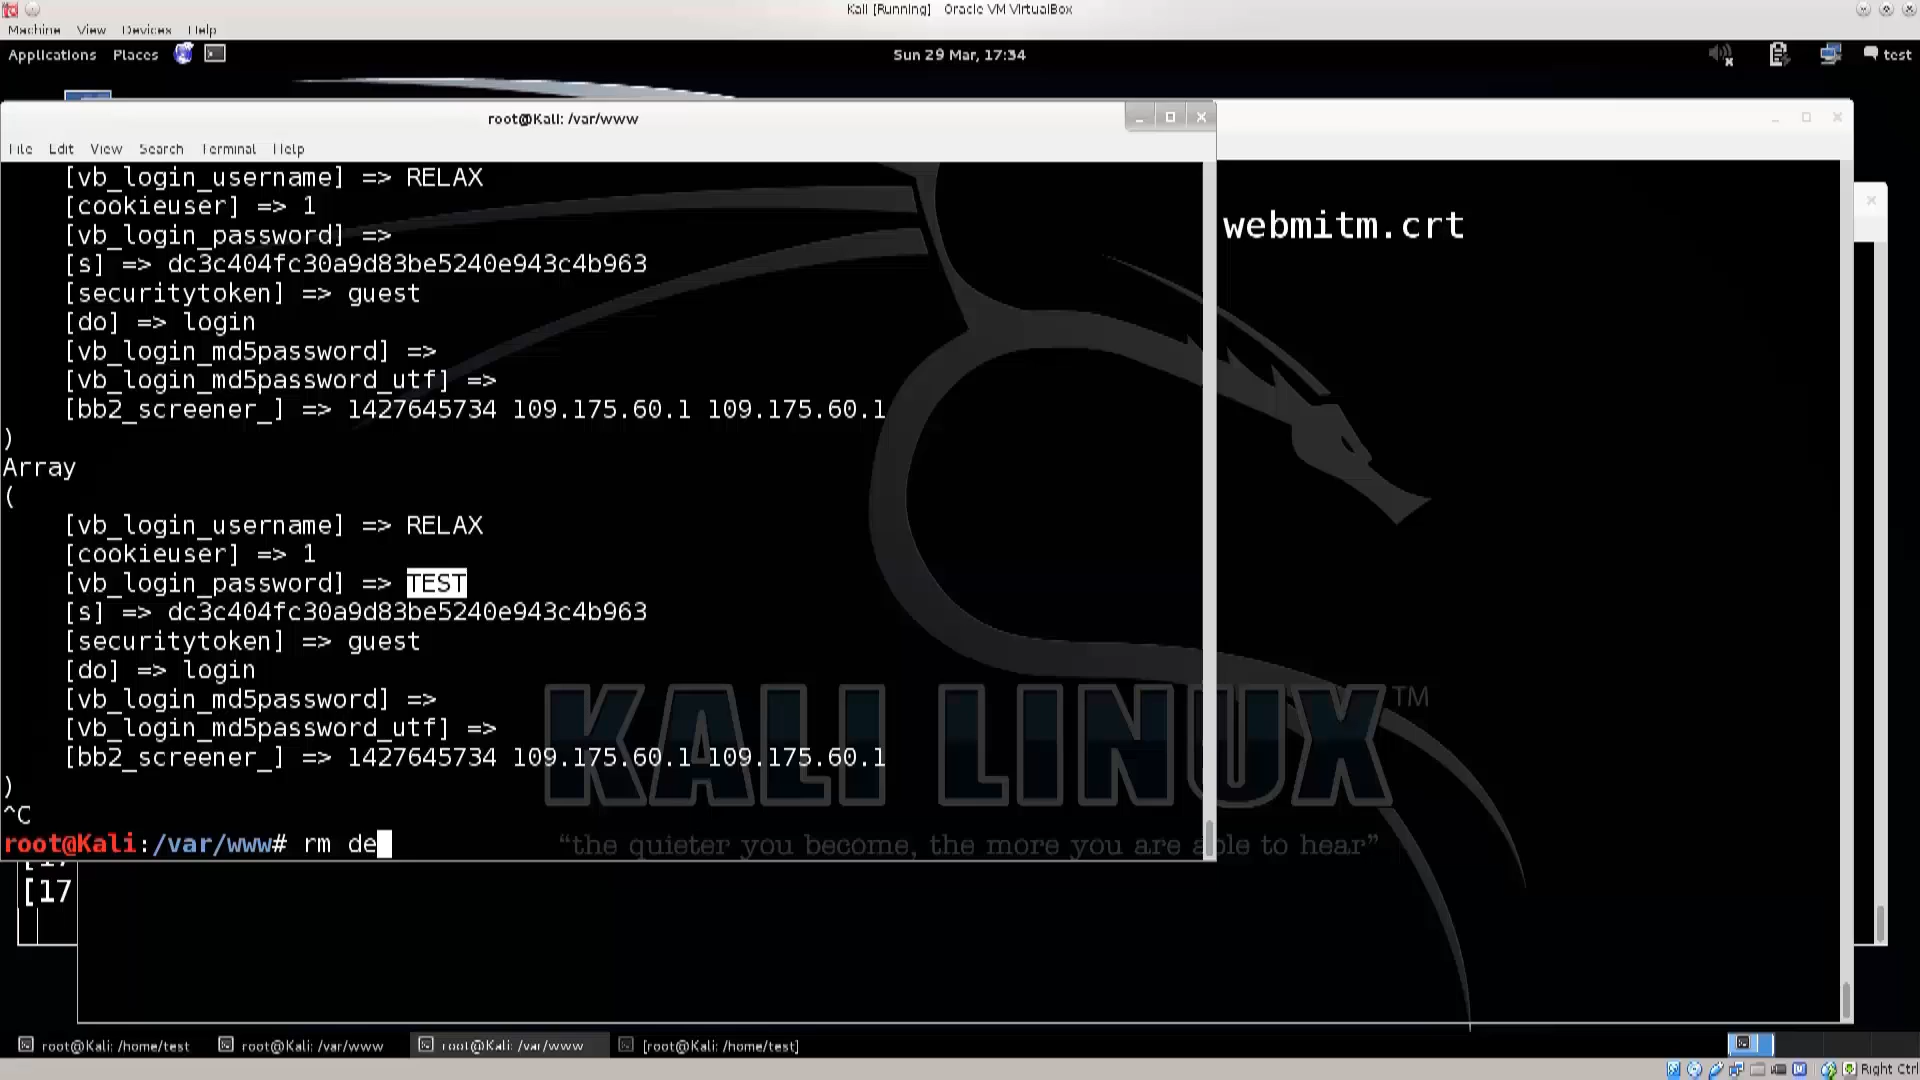 Kali [Running] - Oracle VM VirtualBox
Machine View Devices Help
Applications Places
Sun 29 Mar, 17:34
test
root@Kali: /var/www
File Edit View Search Terminal Help
[vb_login_username] => RELAX
[cookieuser] => 1
[vb_login_password] =>
[s] => dc3c404fc30a9d83be5240e943c4b963
[securitytoken] => guest
[do] => login
[vb_login_md5password] =>
[vb_login_md5password_utf] =>
[bb2_screener_] => 1427645734 109.175.60.1 109.175.60.1
)
Array
(
[vb_login_username] => RELAX
[cookieuser] => 1
[vb_login_password] => TEST
[s] => dc3c404fc30a9d83be5240e943c4b963
[securitytoken] => guest
[do] => login
[vb_login_md5password] =>
[vb_login_md5password_utf] =>
[bb2_screener_] => 1427645734 109.175.60.1 109.175.60.1
)
^C
root@Kali:/var/www# rm de
webmitm.crt
KALI LINUX™
“the quieter you become, the more you are able to hear”
[17
root@Kali: /home/test
root@Kali: /var/www
root@Kali: /var/www
[root@Kali: /home/test]
Right Ctrl